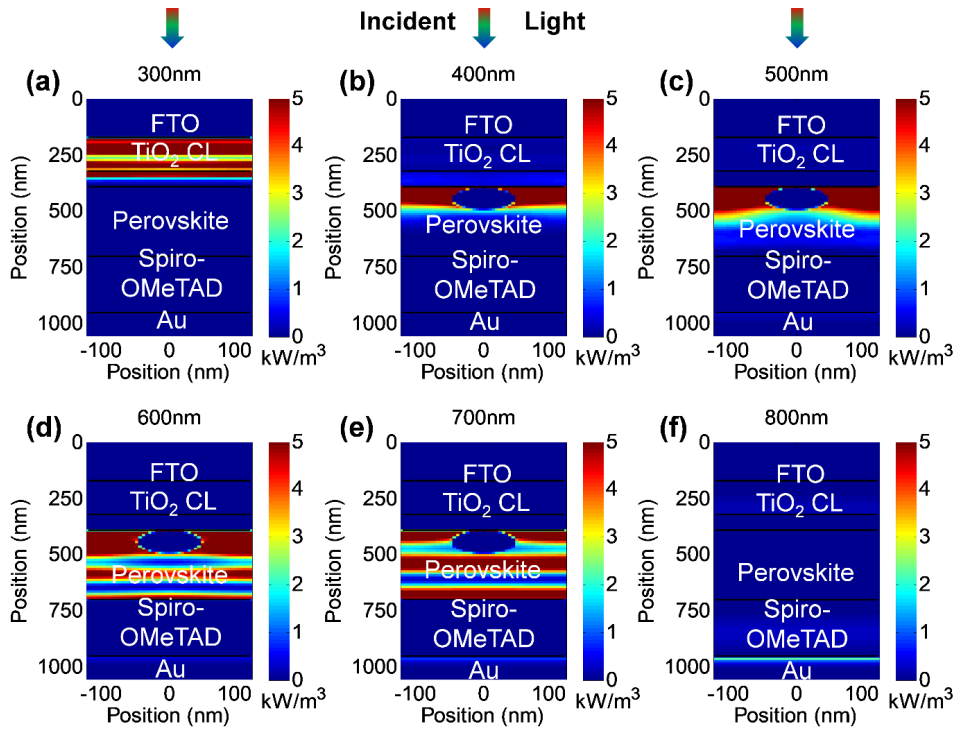 Incident Light
(a)
300nm
0
250
500
750
1000
Position (nm)
FTO
TiO₂ CL
Perovskite
Spiro-
OMeTAD
Au
-100 0 100
Position (nm)
5
4
3
2
1
0
kW/m³
(b)
400nm
0
250
500
750
1000
Position (nm)
FTO
TiO₂ CL
Perovskite
Spiro-
OMeTAD
Au
-100 0 100
Position (nm)
5
4
3
2
1
0
kW/m³
(c)
500nm
0
250
500
750
1000
Position (nm)
FTO
TiO₂ CL
Perovskite
Spiro-
OMeTAD
Au
-100 0 100
Position (nm)
5
4
3
2
1
0
kW/m³
(d)
600nm
0
250
500
750
1000
Position (nm)
FTO
TiO₂ CL
Perovskite
Spiro-
OMeTAD
Au
-100 0 100
Position (nm)
5
4
3
2
1
0
kW/m³
(e)
700nm
0
250
500
750
1000
Position (nm)
FTO
TiO₂ CL
Perovskite
Spiro-
OMeTAD
Au
-100 0 100
Position (nm)
5
4
3
2
1
0
kW/m³
(f)
800nm
0
250
500
750
1000
Position (nm)
FTO
TiO₂ CL
Perovskite
Spiro-
OMeTAD
Au
-100 0 100
Position (nm)
5
4
3
2
1
0
kW/m³